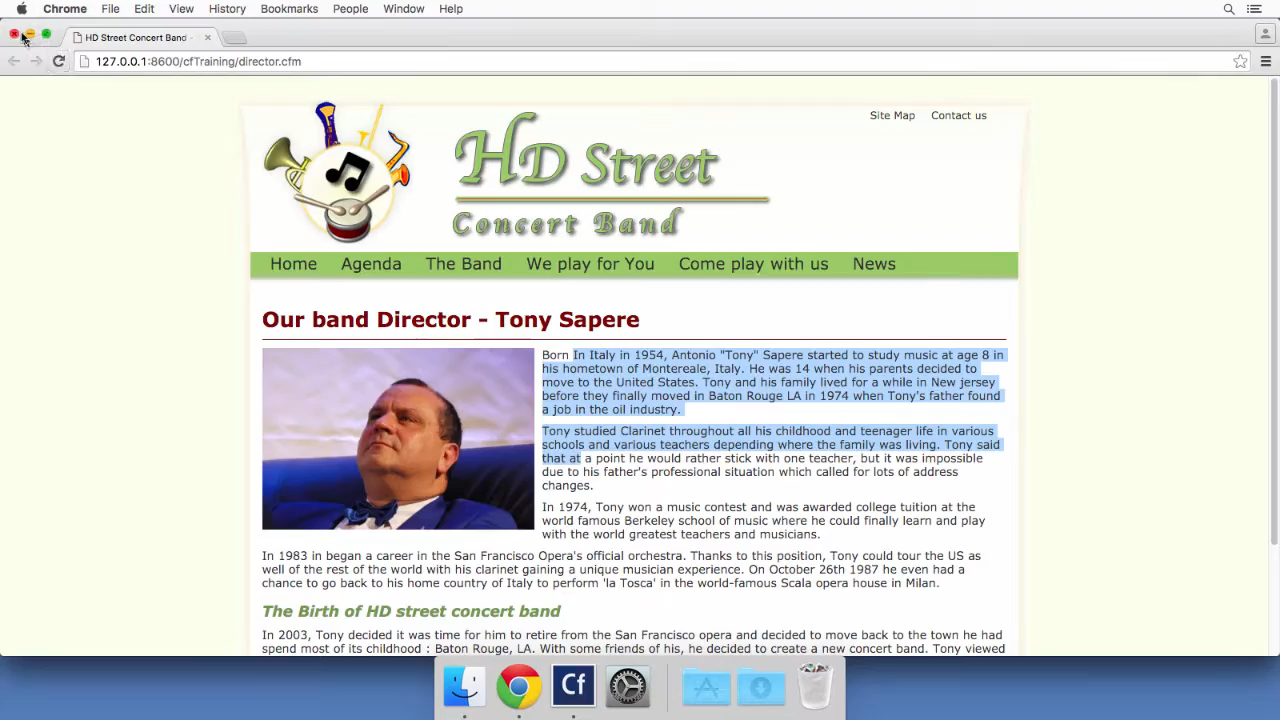 Chrome File Edit View History Bookmarks People Window Help
HD Street Concert Band
127.0.0.1:8600/cfTraining/director.cfm
Site Map Contact us
HD Street
Concert Band
Home Agenda The Band We play for You Come play with us News
Our band Director - Tony Sapere
Born In Italy in 1954, Antonio "Tony" Sapere started to study music at age 8 in
his hometown of Montereale, Italy. He was 14 when his parents decided to
move to the United States. Tony and his family lived for a while in New jersey
before they finally moved in Baton Rouge LA in 1974 when Tony's father found
a job in the oil industry.
Tony studied Clarinet throughout all his childhood and teenager life in various
schools and various teachers depending where the family was living. Tony said
that at a point he would rather stick with one teacher, but it was impossible
due to his father's professional situation which called for lots of address
changes.
In 1974, Tony won a music contest and was awarded college tuition at the
world famous Berkeley school of music where he could finally learn and play
with the world greatest teachers and musicians.
In 1983 in began a career in the San Francisco Opera's official orchestra. Thanks to this position, Tony could tour the US as
well of the rest of the world with his clarinet gaining a unique musician experience. On October 26th 1987 he even had a
chance to go back to his home country of Italy to perform 'la Tosca' in the world-famous Scala opera house in Milan.
The Birth of HD street concert band
In 2003, Tony decided it was time for him to retire from the San Francisco opera and decided to move back to the town he had
spend most of its childhood : Baton Rouge, LA. With some friends of his, he decided to create a new concert band. Tony viewed
Cf